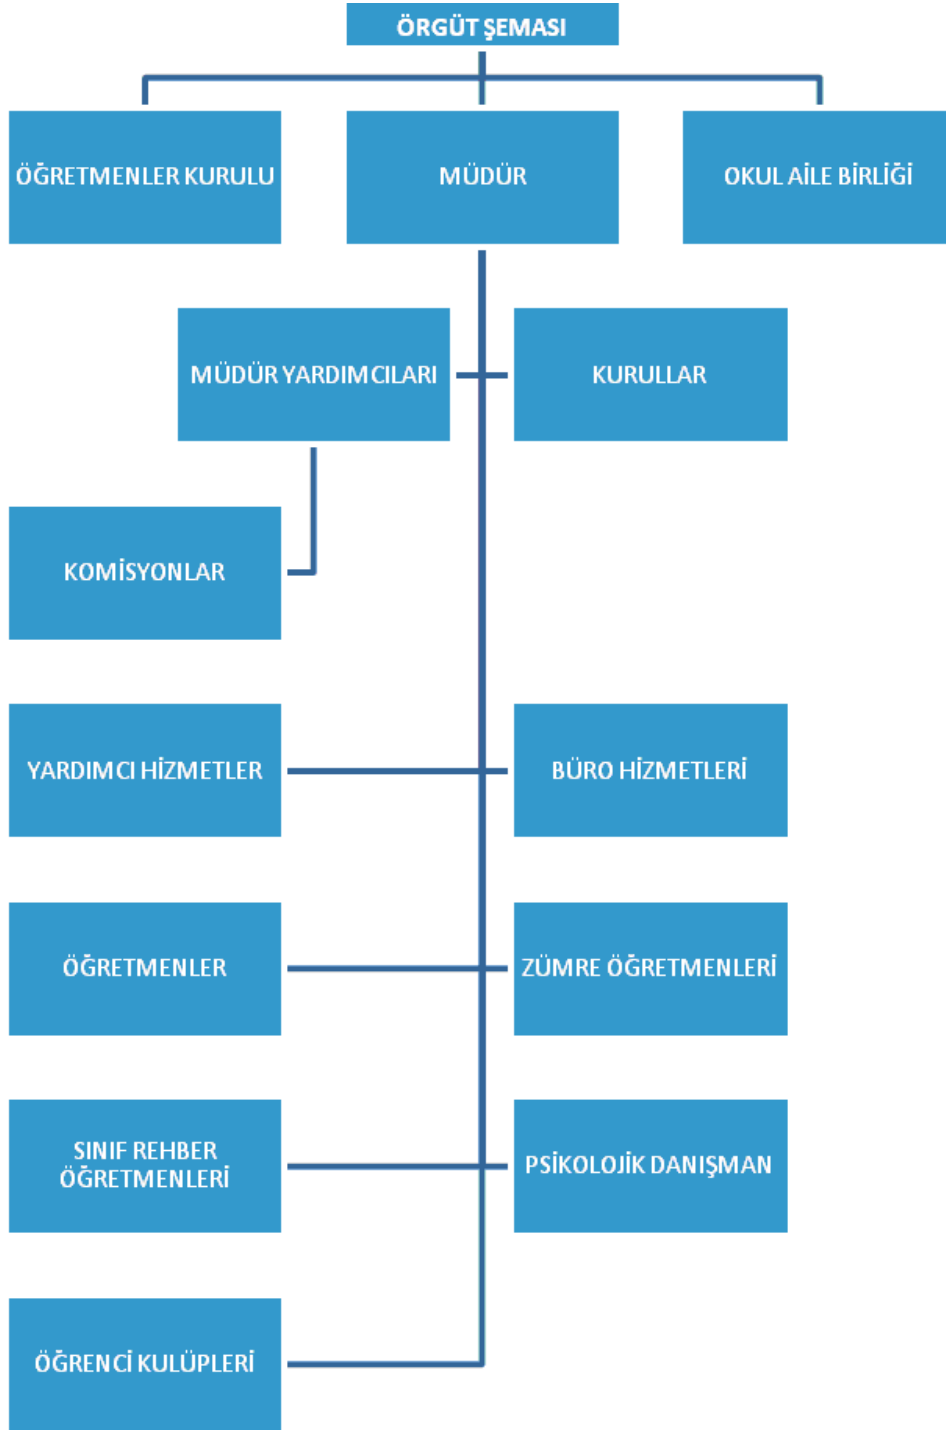 ÖRGÜT ŞEMASI
ÖĞRETMENLER KURULU
MÜDÜR
OKUL AİLE BİRLİĞİ
MÜDÜR YARDIMCILARI
KURULLAR
KOMİSYONLAR
YARDIMCI HİZMETLER
BÜRO HİZMETLERİ
ÖĞRETMENLER
ZÜMRE ÖĞRETMENLERİ
SINIF REHBER
ÖĞRETMENLERİ
PSİKOLOJİK DANIŞMAN
ÖĞRENCİ KULÜPLERİ